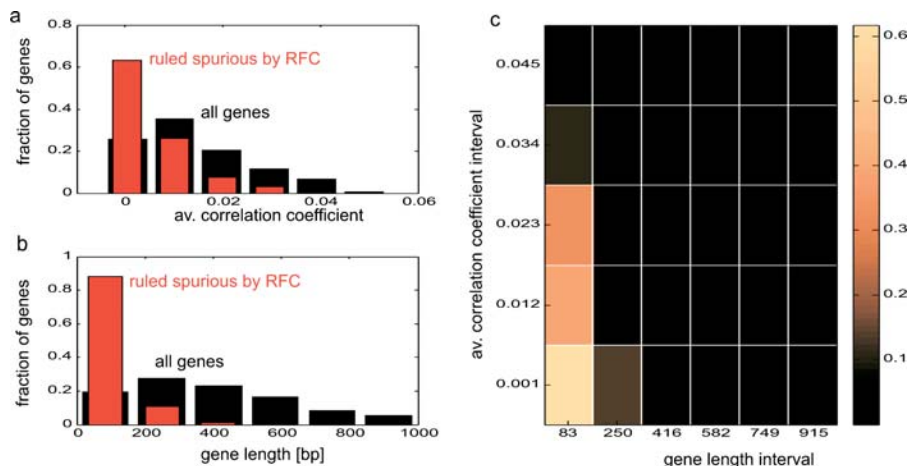 a
0.8
0.6
0.4
0.2
0
fraction of genes
ruled spurious by RFC
all genes
0 0.02 0.04 0.06
av. correlation coefficient
b
1
0.8
0.6
0.4
0.2
0
fraction of genes
ruled spurious by RFC
all genes
0 200 400 600 800 1000
gene length [bp]
c
0.045
0.034
0.023
0.012
0.001
av. correlation coefficient interval
83 250 416 582 749 915
gene length interval
0.6
0.5
0.4
0.3
0.2
0.1